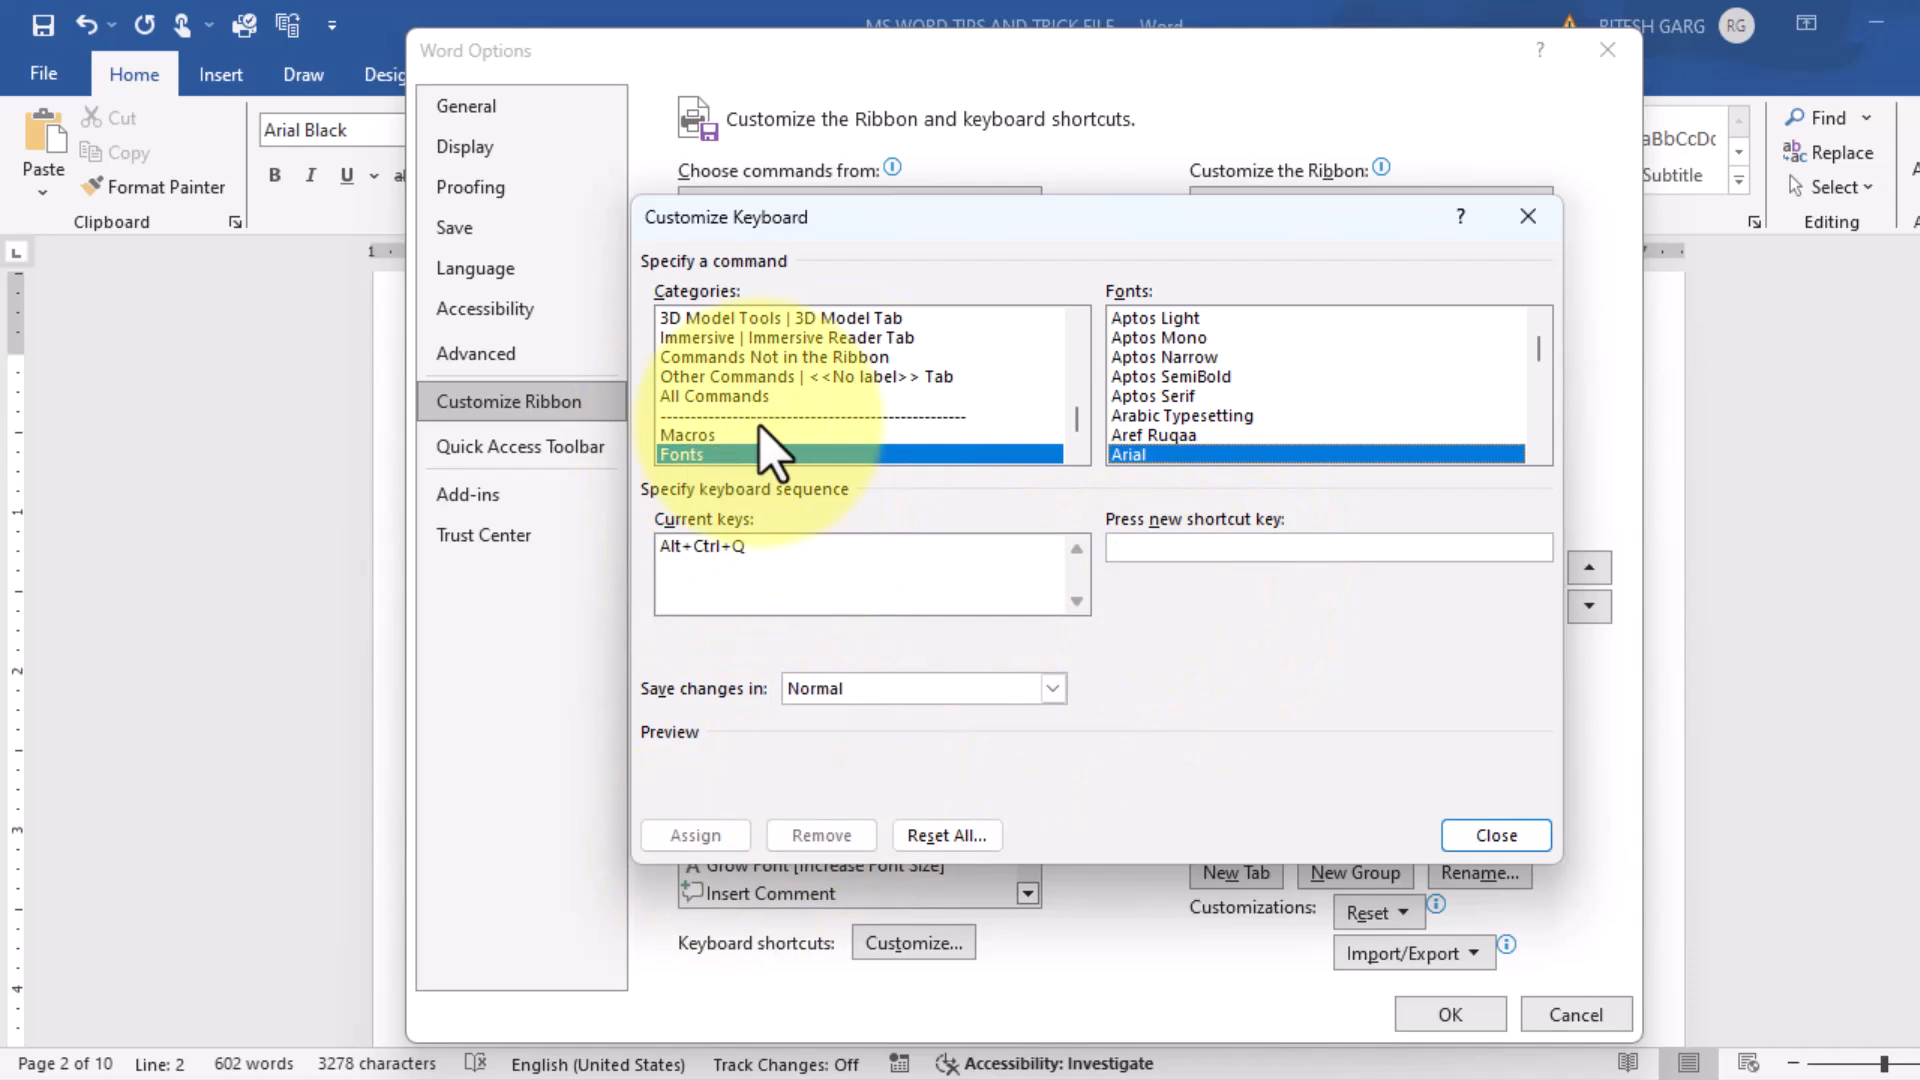 MS WORD TIPS AND TRICK FILE - Word
RITESH GARG
RG
File
Home
Insert
Draw
Word Options
?
Paste
Cut
Copy
Format Painter
Clipboard
Arial Black
B I U
Subtitle
Find
Replace
Select
Editing
General
Display
Proofing
Save
Language
Accessibility
Advanced
Customize Ribbon
Quick Access Toolbar
Add-ins
Trust Center
Customize the Ribbon and keyboard shortcuts.
Choose commands from:
Customize the Ribbon:
Customize Keyboard
?
Specify a command
Categories:
3D Model Tools | 3D Model Tab
Immersive | Immersive Reader Tab
Commands Not in the Ribbon
Other Commands | <<No label>> Tab
All Commands
------------------------------------------------
Macros
Fonts
Fonts:
Aptos Light
Aptos Mono
Aptos Narrow
Aptos SemiBold
Aptos Serif
Arabic Typesetting
Aref Ruqaa
Arial
Specify keyboard sequence
Current keys:
Alt+Ctrl+Q
Press new shortcut key:
Save changes in:
Normal
Preview
Assign
Remove
Reset All...
Close
Grow Font [Increase Font Size]
Insert Comment
New Tab
New Group
Rename...
Customizations:
Reset
Import/Export
Keyboard shortcuts:
Customize...
OK
Cancel
Page 2 of 10
Line: 2
602 words
3278 characters
English (United States)
Track Changes: Off
Accessibility: Investigate